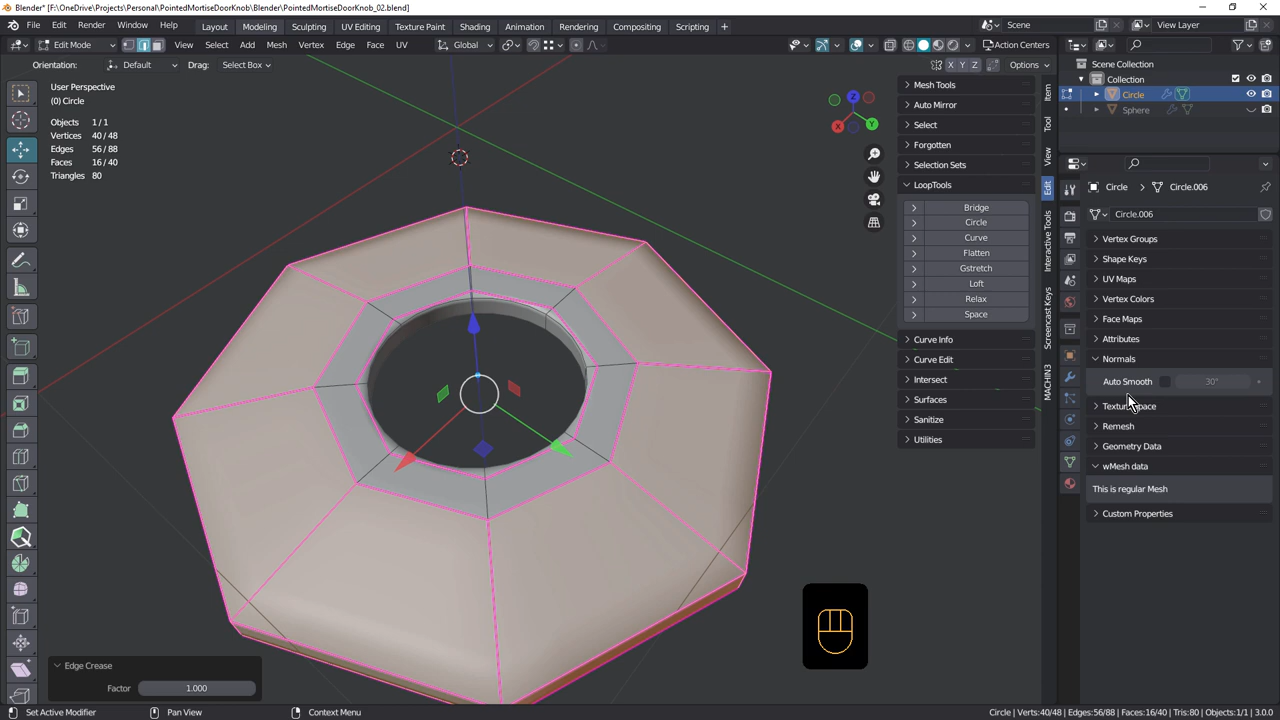 Blender* [F:\OneDrive\Projects\Personal\PointedMortiseDoorKnob\Blender\PointedMortiseDoorKnob_02.blend]
File Edit Render Window Help Layout Modeling Sculpting UV Editing Texture Paint Shading Animation Rendering Compositing Scripting + Scene View Layer
Edit Mode View Select Add Mesh Vertex Edge Face UV Global Action Centers
Orientation: Default Drag: Select Box X Y Z Options
User Perspective
(0) Circle
Objects 1/1
Vertices 40/48
Edges 56/88
Faces 16/40
Triangles 80
Z
Y
X
Mesh Tools
Auto Mirror
Select
Forgotten
Selection Sets
LoopTools
Bridge
Circle
Curve
Flatten
Gstretch
Loft
Relax
Space
Curve Info
Curve Edit
Intersect
Surfaces
Sanitize
Utilities
Item
Tool
View
Edit
Interactive Tools
Screencast Keys
MACHIN3
Scene Collection
Collection
Circle
Sphere
Circle Circle.006
Circle.006
Vertex Groups
Shape Keys
UV Maps
Vertex Colors
Face Maps
Attributes
Normals
Auto Smooth 30°
Texture Space
Remesh
Geometry Data
wMesh data
This is regular Mesh
Custom Properties
Edge Crease
Factor 1.000
Set Active Modifier Pan View Context Menu Circle | Verts:40/48 | Edges:56/88 | Faces:16/40 | Tris:80 | Objects:1/1 | 3.0.0